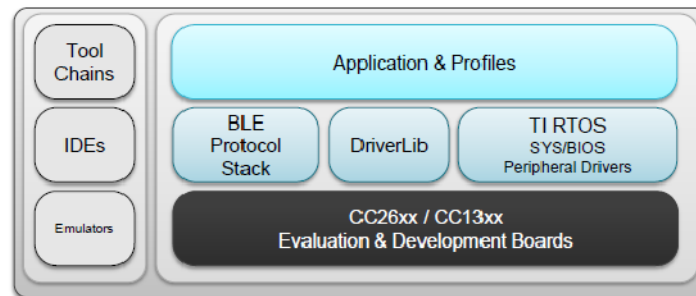 Tool
Chains
IDEs
Emulators
Application & Profiles
BLE
Protocol
Stack
DriverLib
TI RTOS
SYS/BIOS
Peripheral Drivers
CC26xx / CC13xx
Evaluation & Development Boards